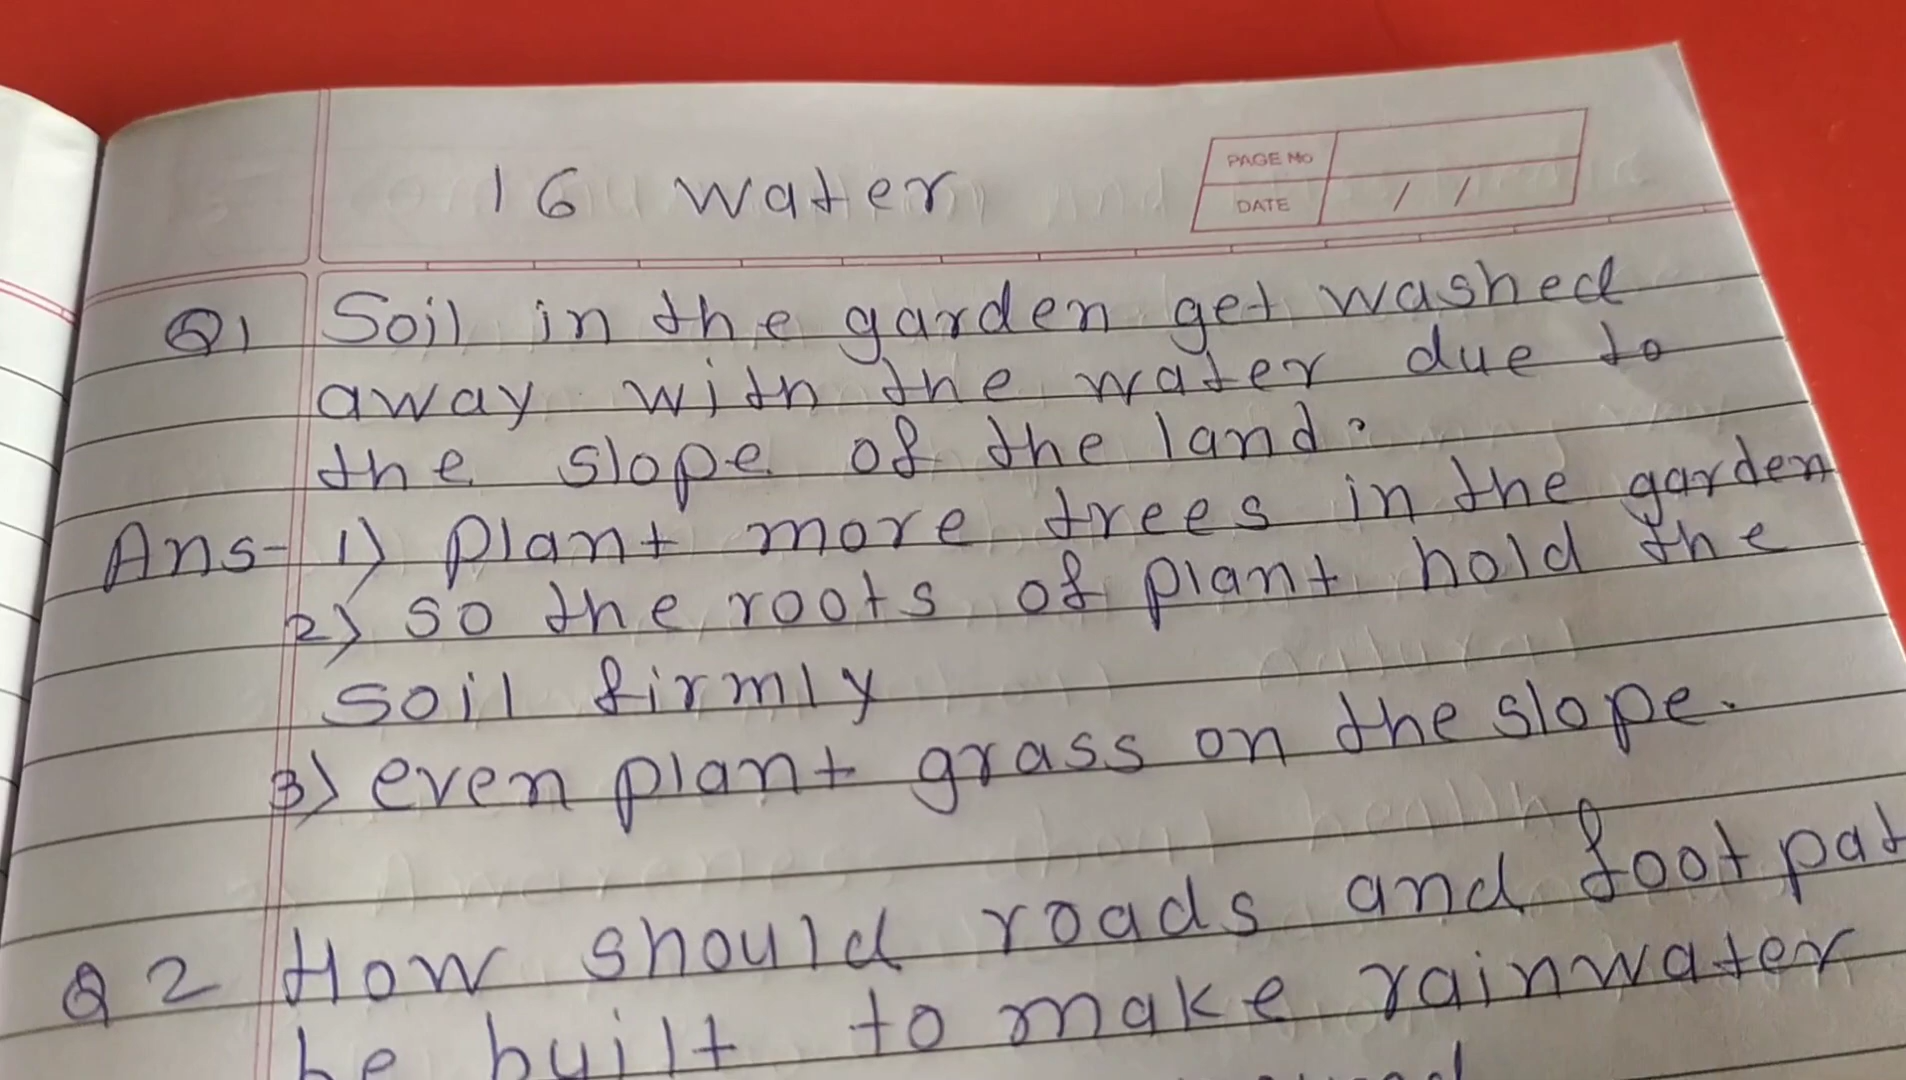 16 water
PAGE No
DATE / /
Q1 Soil in the garden get washed
away with the water due to
the slope of the land?
Ans- 1) plant more trees in the garden
2) so the roots of plant hold the
soil firmly
3) even plant grass on the slope.
Q2 How should roads and foot pat
be built to make rainwater